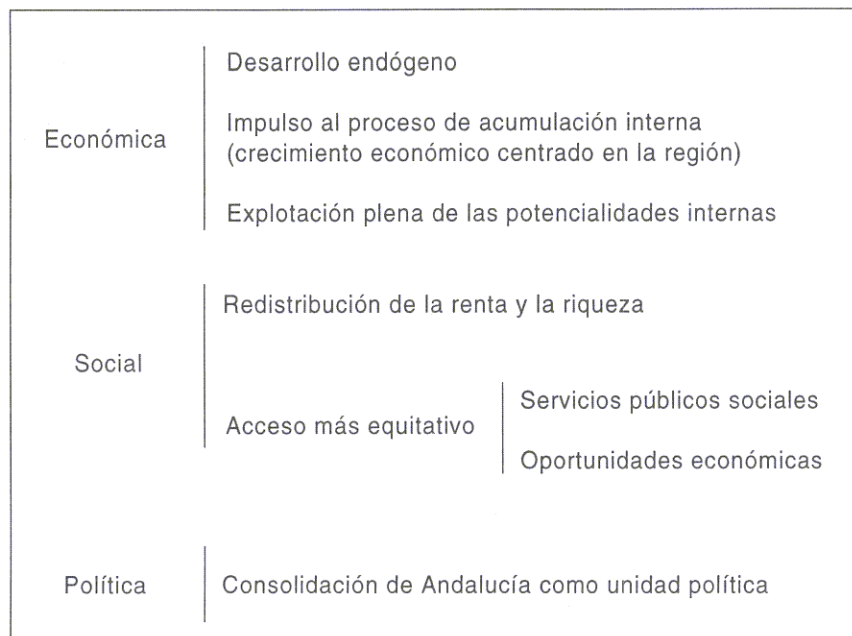 Económica
Desarrollo endógeno
Impulso al proceso de acumulación interna
(crecimiento económico centrado en la región)
Explotación plena de las potencialidades internas
Social
Redistribución de la renta y la riqueza
Acceso más equitativo
Servicios públicos sociales
Oportunidades económicas
Política
Consolidación de Andalucía como unidad política